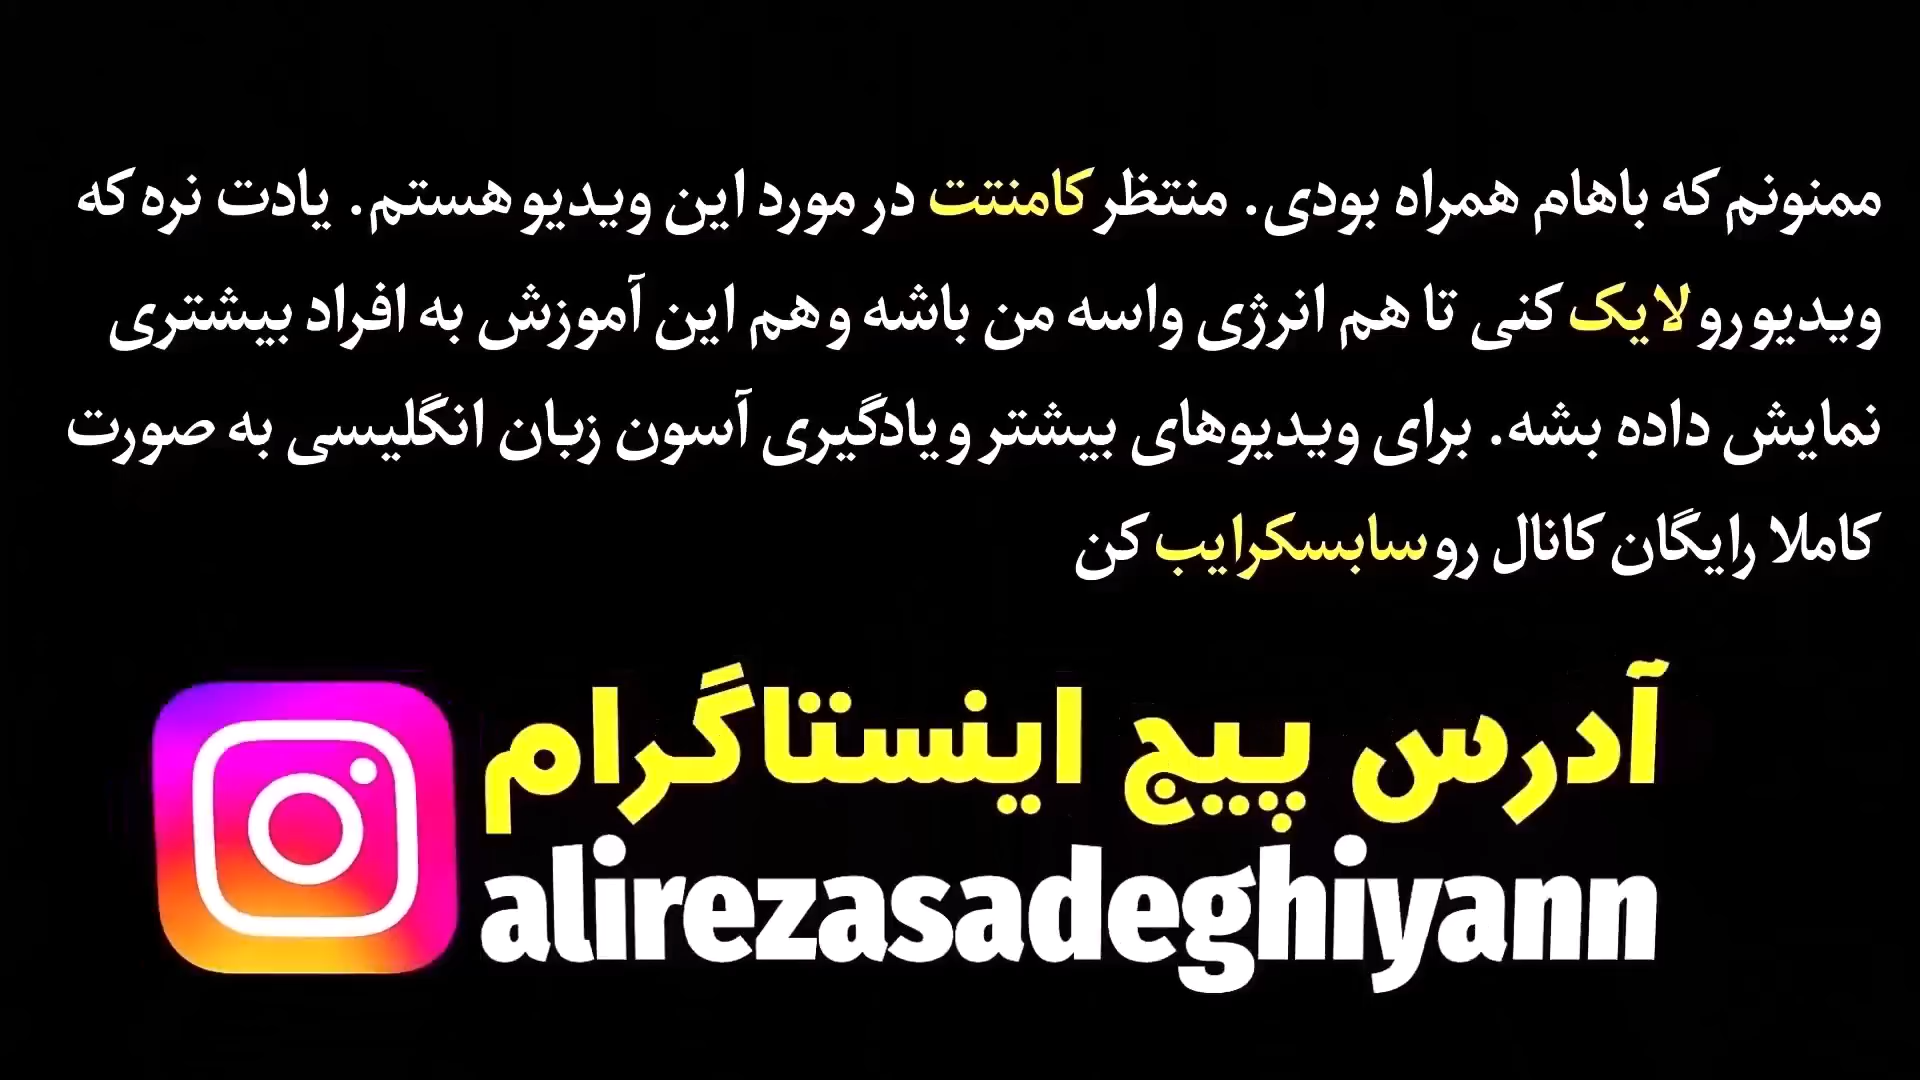 ممنونم که باهام همراه بودی. منتظر کامنتت در مورد این ویدیو هستم. یادت نره که
ویدیو رو لایک کنی تا هم انرژی واسه من باشه و هم این آموزش به افراد بیشتری
نمایش داده بشه. برای ویدیوهای بیشتر و یادگیری آسون زبان انگلیسی به صورت
کاملا رایگان کانال رو سابسکرایب کن
آدرس پیج اینستاگرام
alirezasadeghiyann